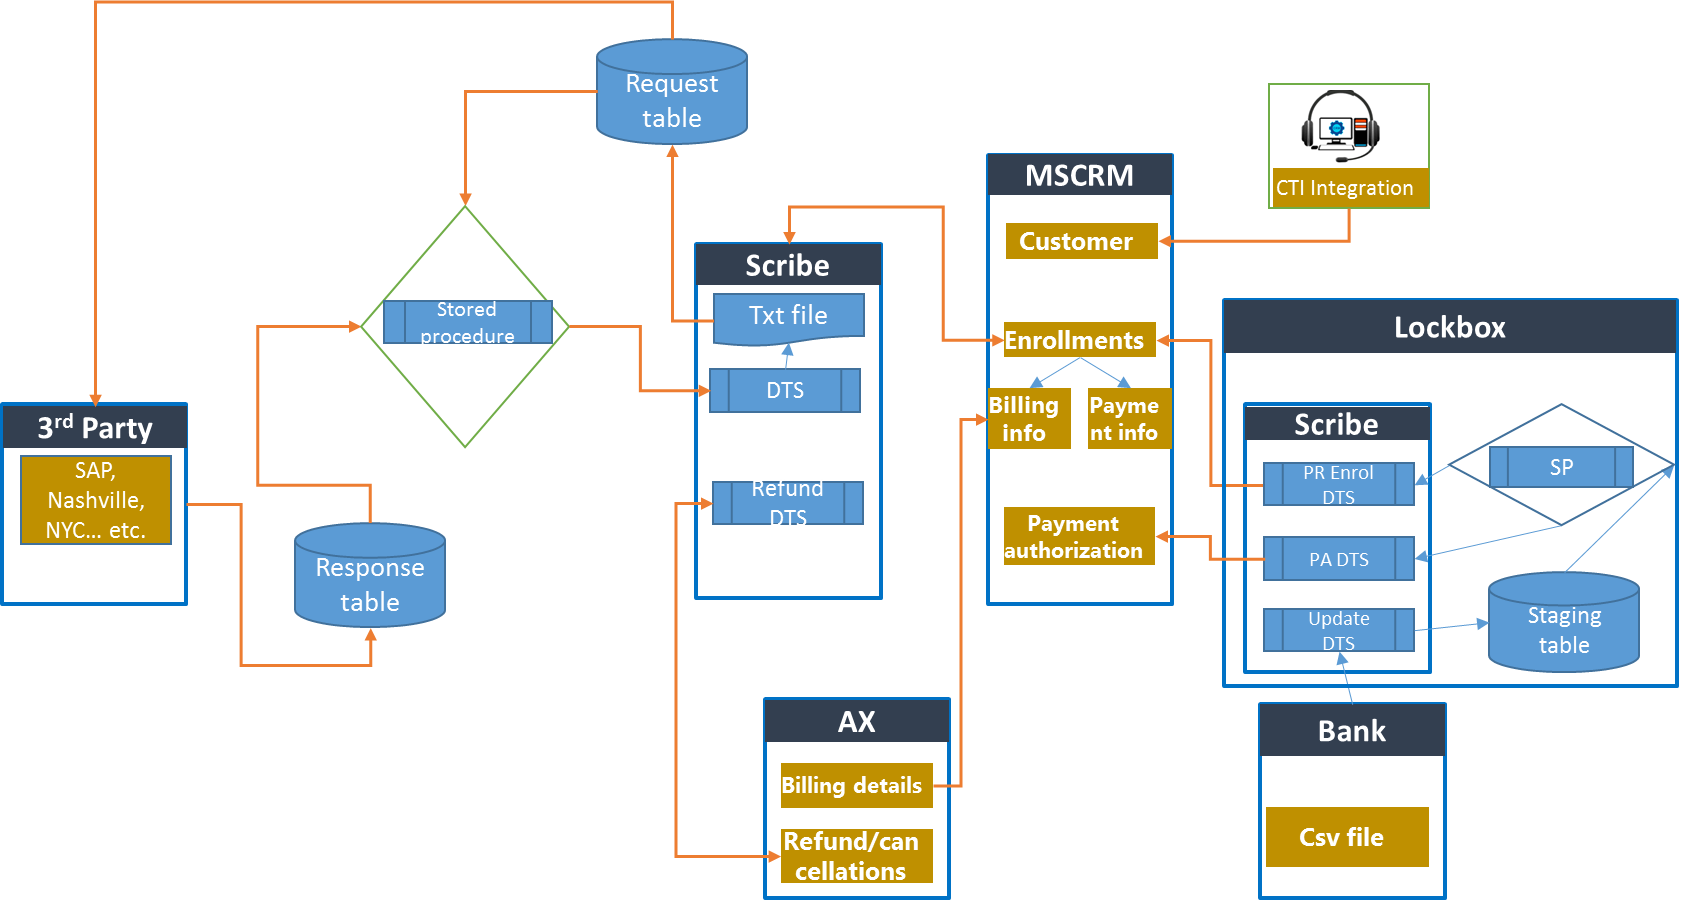 Request
table
CTI Integration
MSCRM
Customer
Scribe
Txt file
DTS
Refund
DTS
Stored
procedure
Enrollments
Billing
info
Payme
nt info
Payment
authorization
Lockbox
Scribe
PR Enrol
DTS
SP
PA DTS
Update
DTS
Staging
table
3rd Party
SAP,
Nashville,
NYC... etc.
Response
table
AX
Billing details
Refund/can
cellations
Bank
Csv file